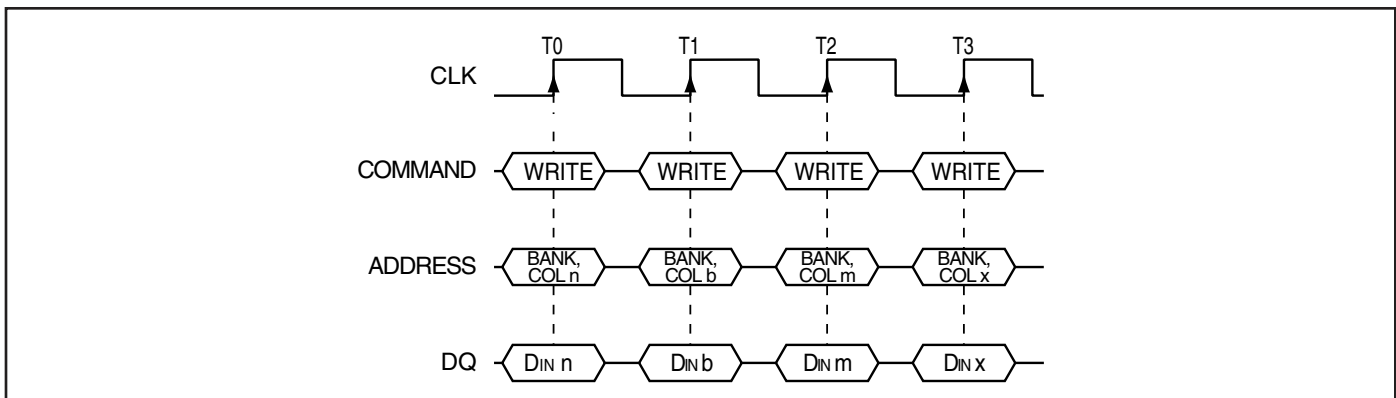 T0 T1 T2 T3
CLK
COMMAND WRITE WRITE WRITE WRITE
ADDRESS BANK, COL n BANK, COL b BANK, COL m BANK, COL x
DQ DIN n DIN b DIN m DIN x